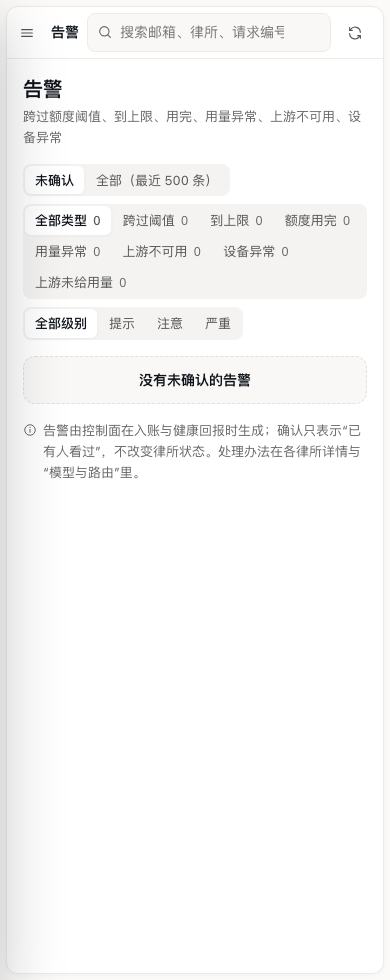 告警
搜索邮箱、律所、请求编号
告警
跨过额度阈值、到上限、用完、用量异常、上游不可用、设
备异常
未确认 全部（最近 500 条）
全部类型 0 跨过阈值 0 到上限 0 额度用完 0
用量异常 0 上游不可用 0 设备异常 0
上游未给用量 0
全部级别 提示 注意 严重
没有未确认的告警
告警由控制面在入账与健康回报时生成；确认只表示“已
有人看过”，不改变律所状态。处理办法在各律所详情与
“模型与路由”里。